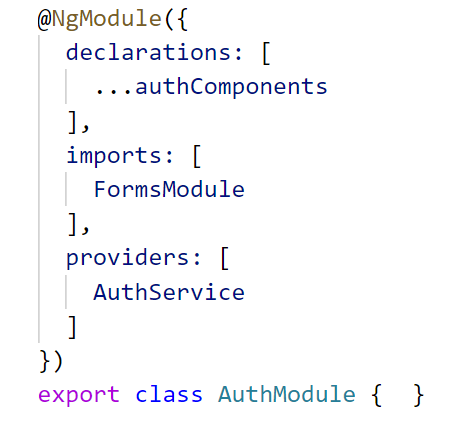 @NgModule({
  declarations: [
    ...authComponents
  ],
  imports: [
    FormsModule
  ],
  providers: [
    AuthService
  ]
})
export class AuthModule {  }